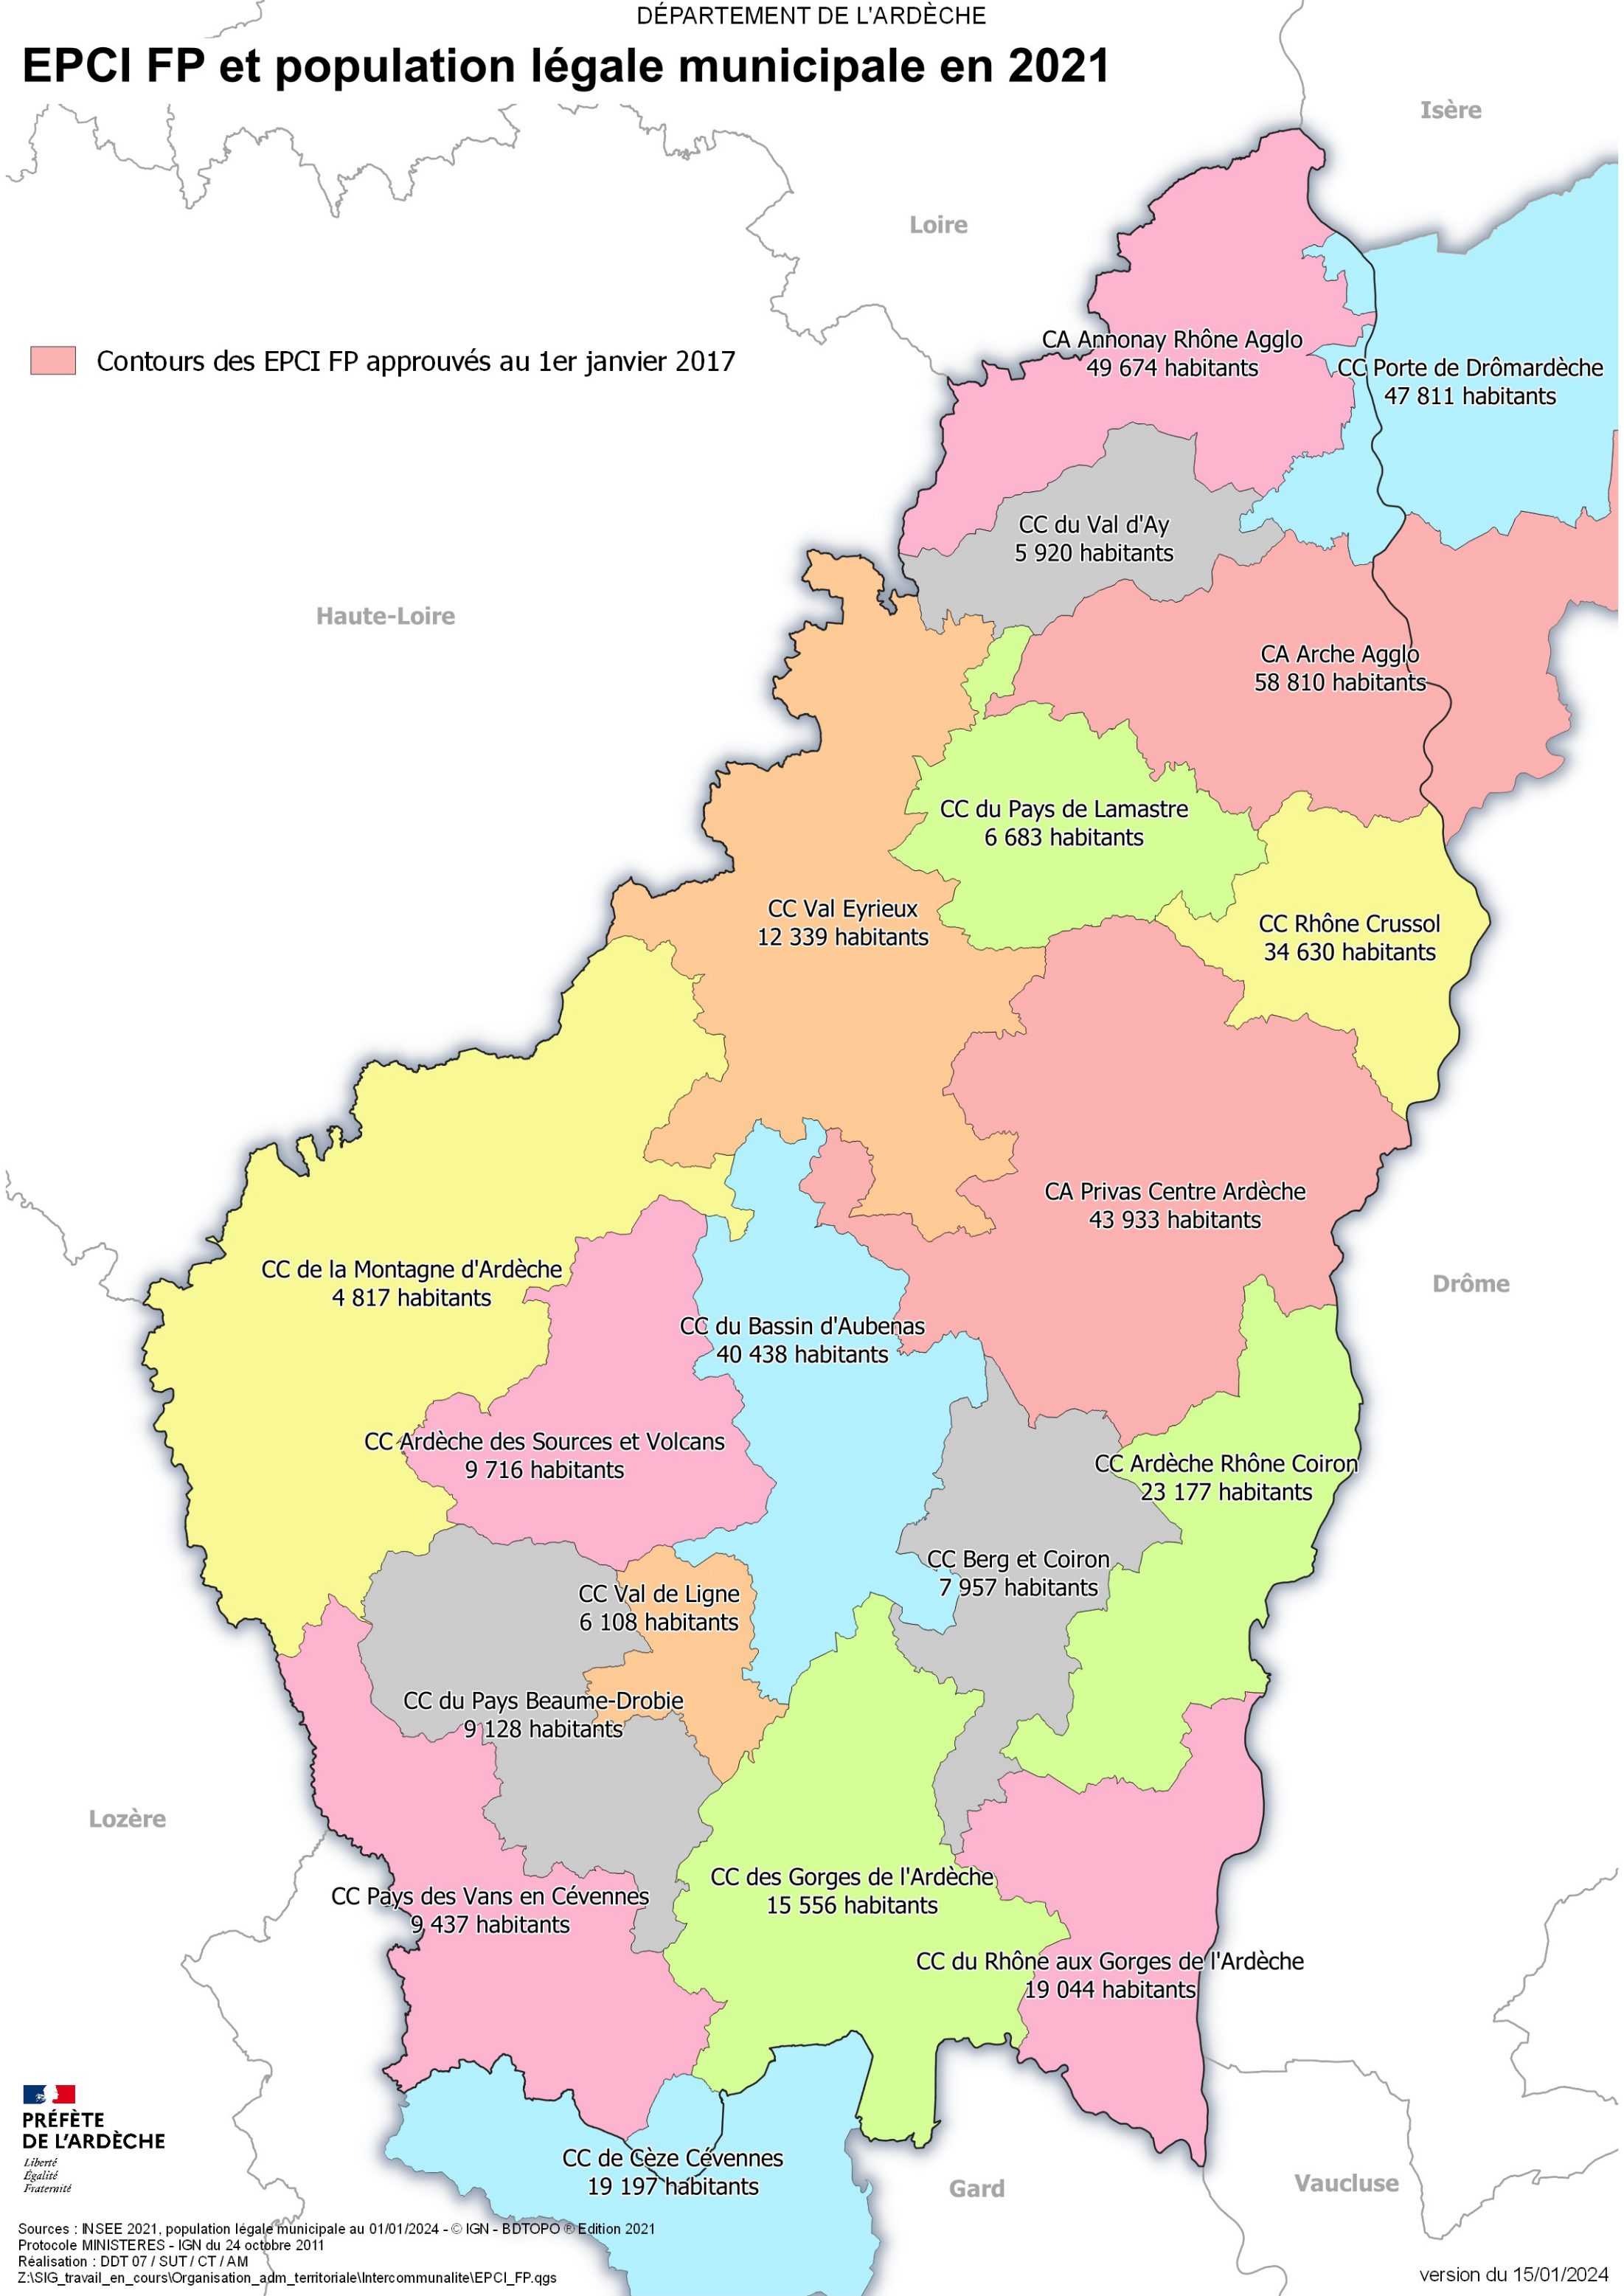 DÉPARTEMENT DE L'ARDÈCHE
EPCI FP et population légale municipale en 2021
Isère
Loire
CA Annonay Rhône Agglo
49 674 habitants
Contours des EPCI FP approuvés au 1er janvier 2017
CC Porte de Drômardèche
47 811 habitants
CC du Val d'Ay
5 920 habitants
Haute-Loire
CA Arche Agglo
58 810 habitants
CC du Pays de Lamastre
6 683 habitants
CC Val Eyrieux
12 339 habitants
CC Rhône Crussol
34 630 habitants
CA Privas Centre Ardèche
43 933 habitants
CC de la Montagne d'Ardèche
4 817 habitants
Drôme
CC du Bassin d'Aubenas
40 438 habitants
CC Ardèche des Sources et Volcans
9 716 habitants
CC Ardèche Rhône Coiron
23 177 habitants
CC Berg et Coiron
7 957 habitants
CC Val de Ligne
6 108 habitants
CC du Pays Beaume-Drobie
9 128 habitants
Lozère
CC des Gorges de l'Ardèche
15 556 habitants
CC Pays des Vans en Cévennes
9 437 habitants
CC du Rhône aux Gorges de l'Ardèche
19 044 habitants
CC de Cèze Cévennes
19 197 habitants
Gard
Vaucluse
PRÉFÈTE
DE L'ARDÈCHE
Liberté
Égalité
Fraternité
Sources : INSEE 2021, population légale municipale au 01/01/2024 - © IGN - BDTOPO ® Edition 2021
Protocole MINISTERES - IGN du 24 octobre 2011
Réalisation : DDT 07 / SUT / CT / AM
Z:\SIG_travail_en_cours\Organisation_adm_territoriale\Intercommunalite\EPCI_FP.qgs
version du 15/01/2024